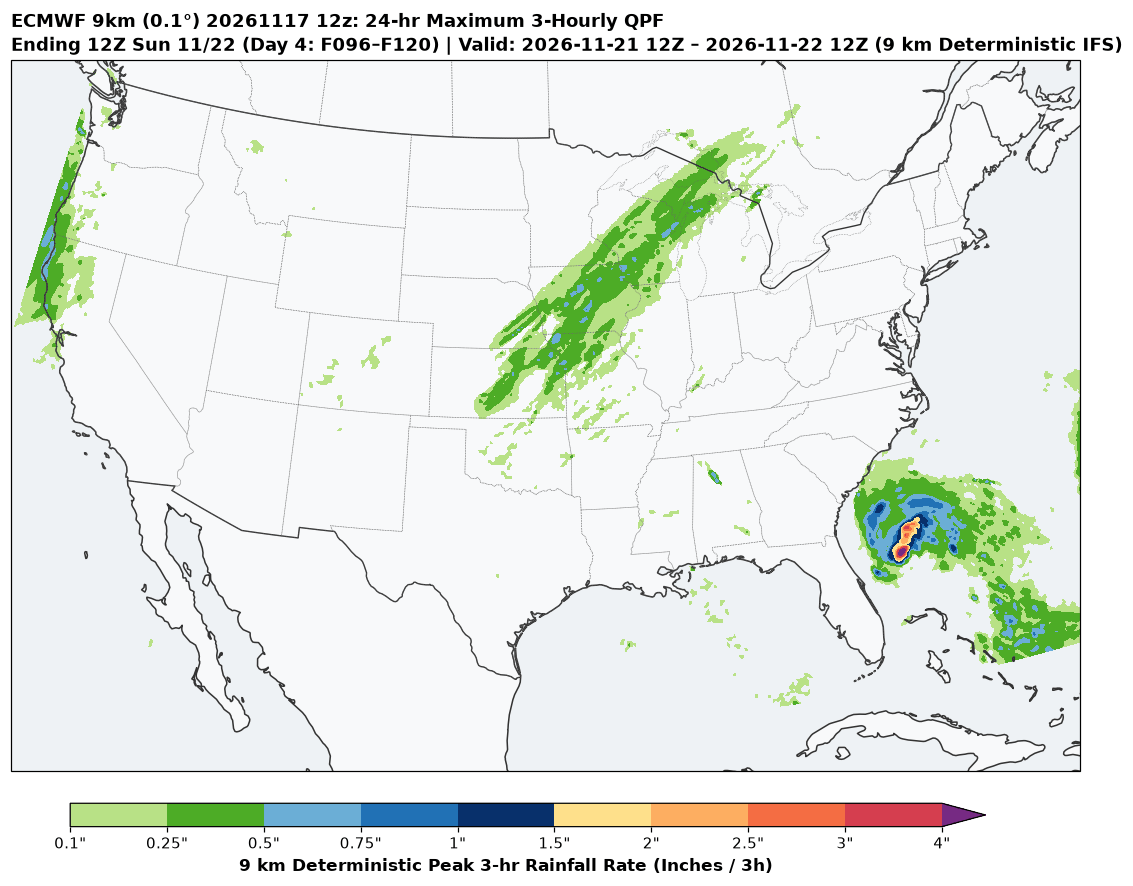 ECMWF 9km (0.1°) 20261117 12z: 24-hr Maximum 3-Hourly QPF
Ending 12Z Sun 11/22 (Day 4: F096–F120) | Valid: 2026-11-21 12Z – 2026-11-22 12Z (9 km Deterministic IFS)
0.1" 0.25" 0.5" 0.75" 1" 1.5" 2" 2.5" 3" 4"
9 km Deterministic Peak 3-hr Rainfall Rate (Inches / 3h)